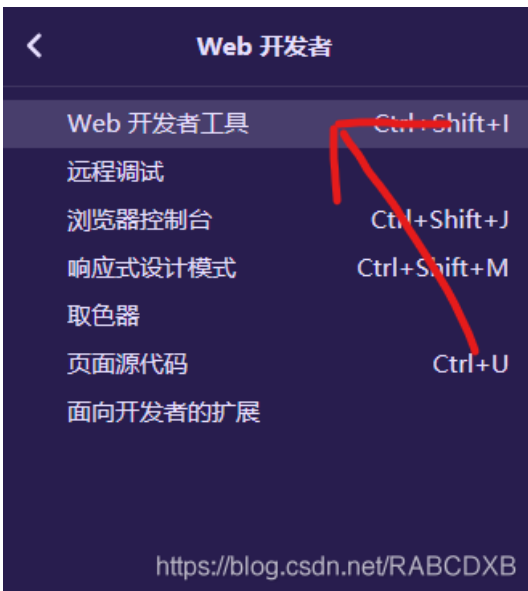 Web 开发者
Web 开发者工具 Ctrl+Shift+I
远程调试
浏览器控制台 Ctrl+Shift+J
响应式设计模式 Ctrl+Shift+M
取色器
页面源代码 Ctrl+U
面向开发者的扩展
https://blog.csdn.net/RABCDXB